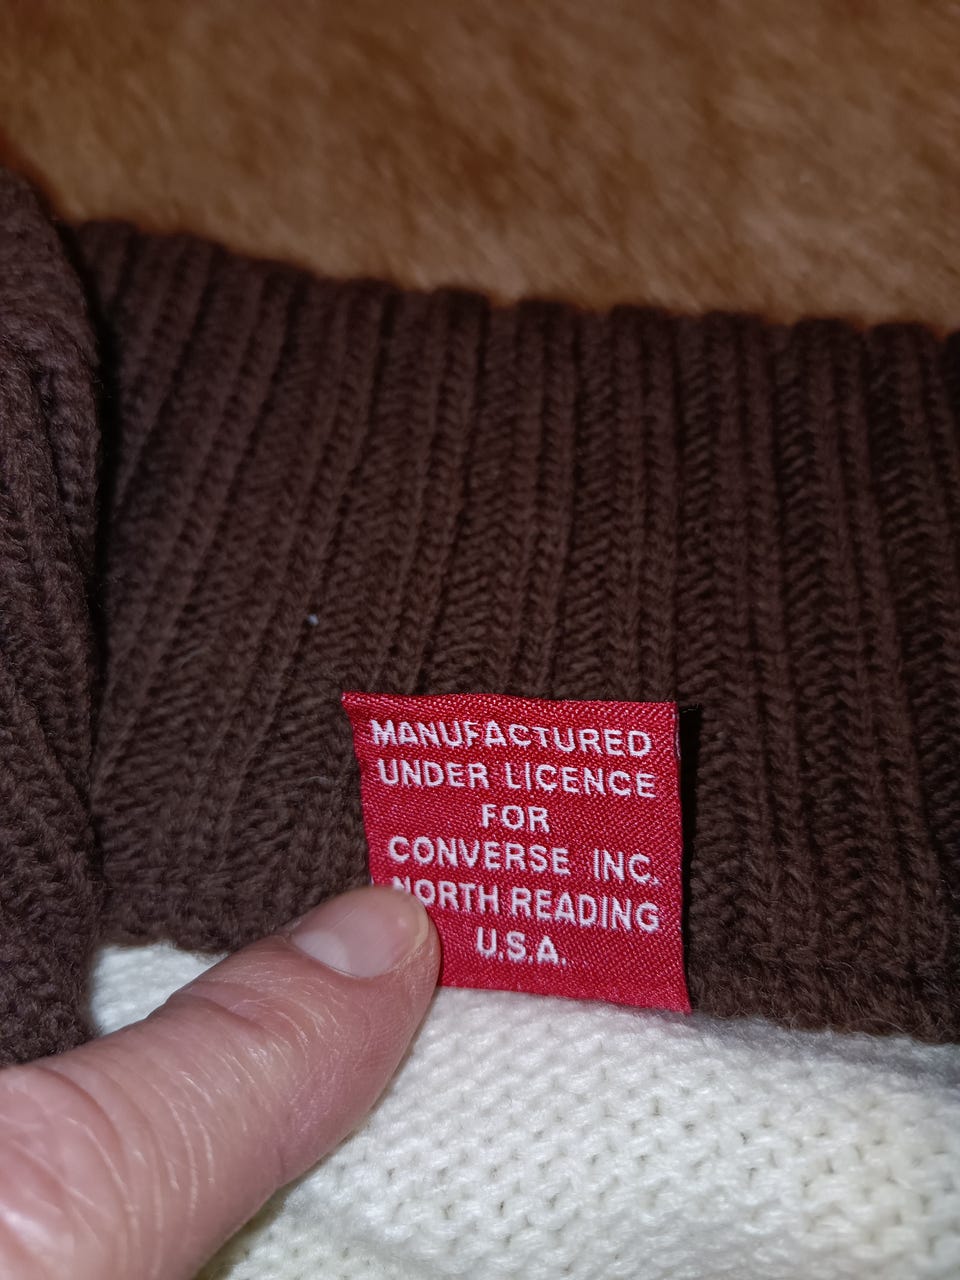 MANUFACTURED
UNDER LICENCE
FOR
CONVERSE INC.
NORTH READING
U.S.A.